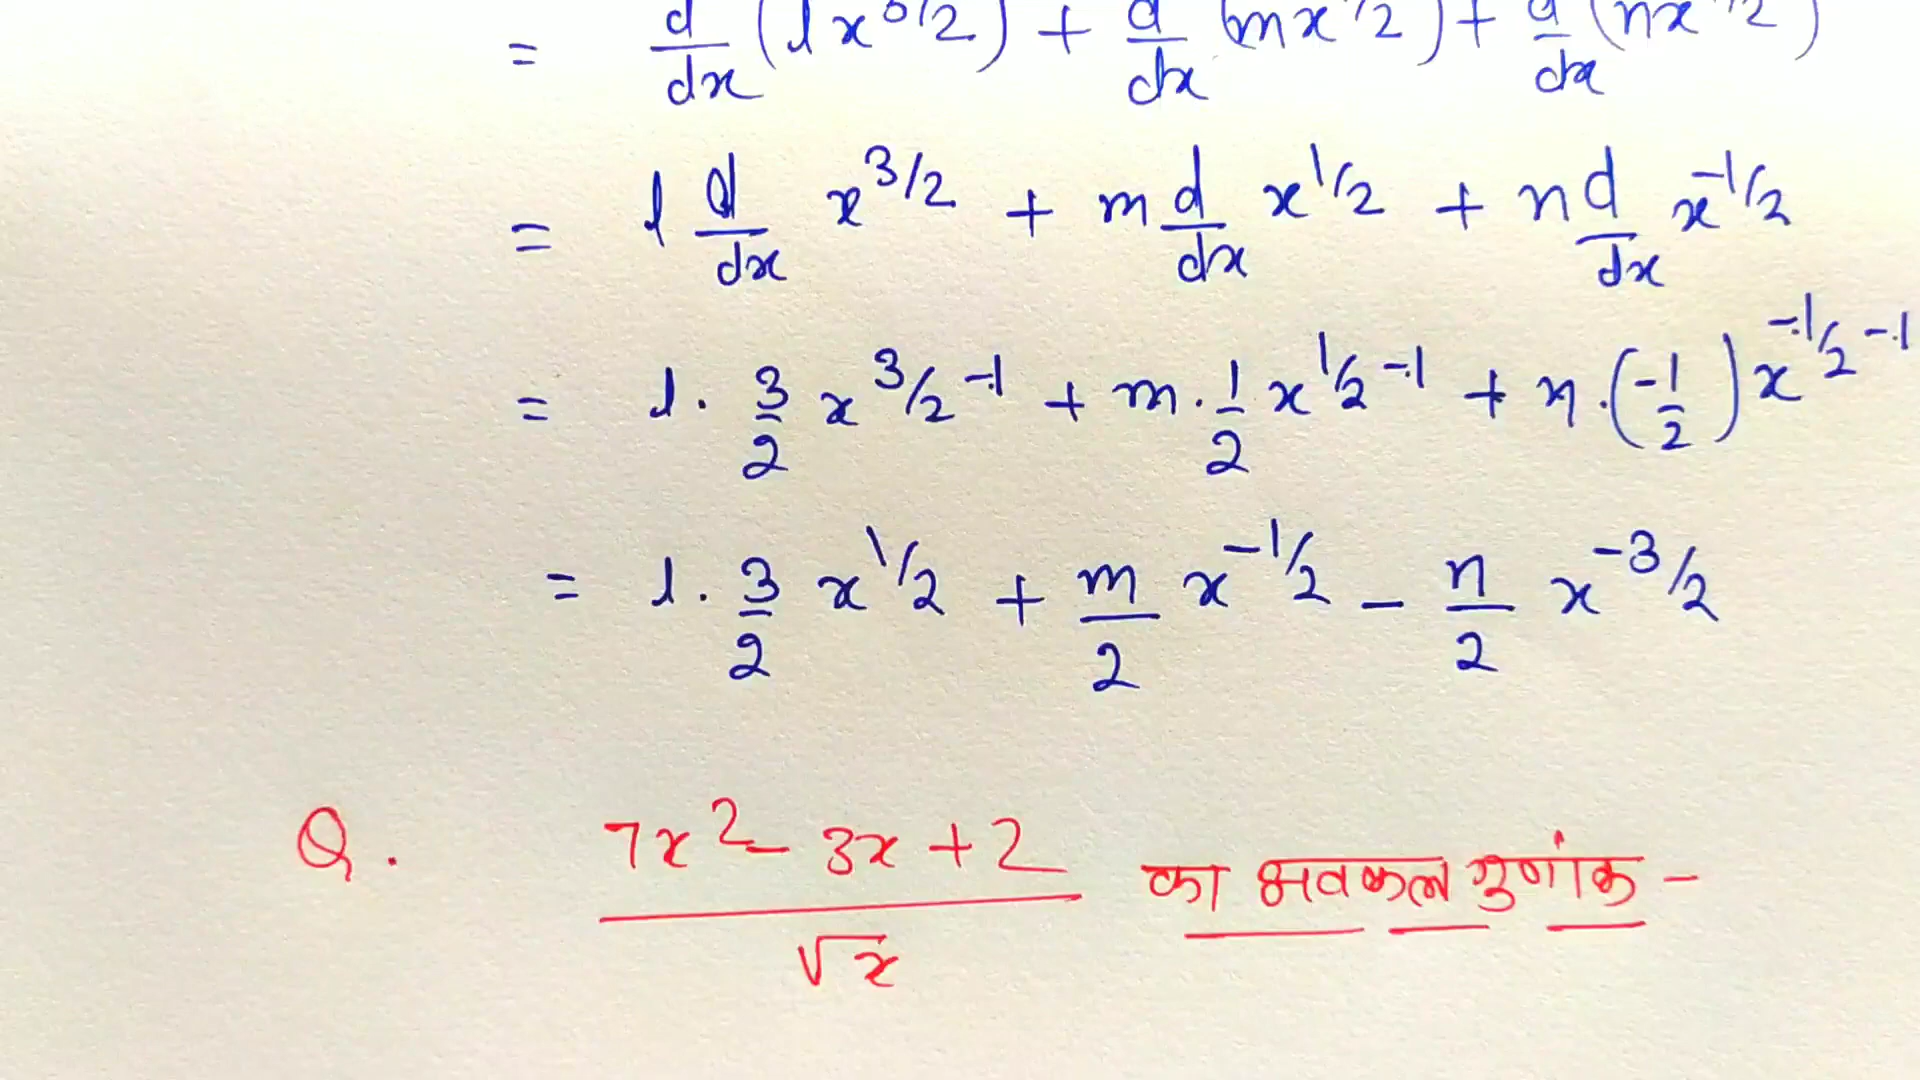 = d/dx (l x^3/2) + d/dx (mx^1/2) + d/dx (nx^-1/2)
= l d/dx x^3/2 + m d/dx x^1/2 + n d/dx x^-1/2
= l · 3/2 x^3/2 -1 + m · 1/2 x^1/2 -1 + n · (-1/2) x^-1/2 -1
= l · 3/2 x^1/2 + m/2 x^-1/2 - n/2 x^-3/2
Q. 7x^2 - 3x + 2 / √x का अवकल गुणांक -